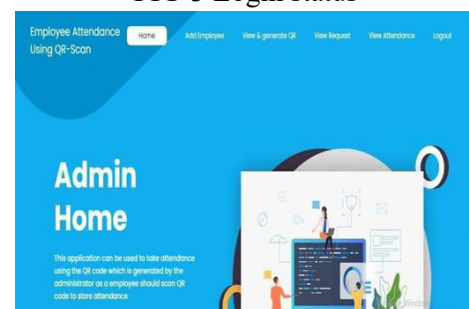 Employee Attendance
Using QR-Scan
Home
Add Employee
View & generate QR
View Request
View Attendance
Logout
Admin
Home
This application can be used to take attendance
using the QR code which is generated by the
administrator as a employee should scan QR
code to store attendance